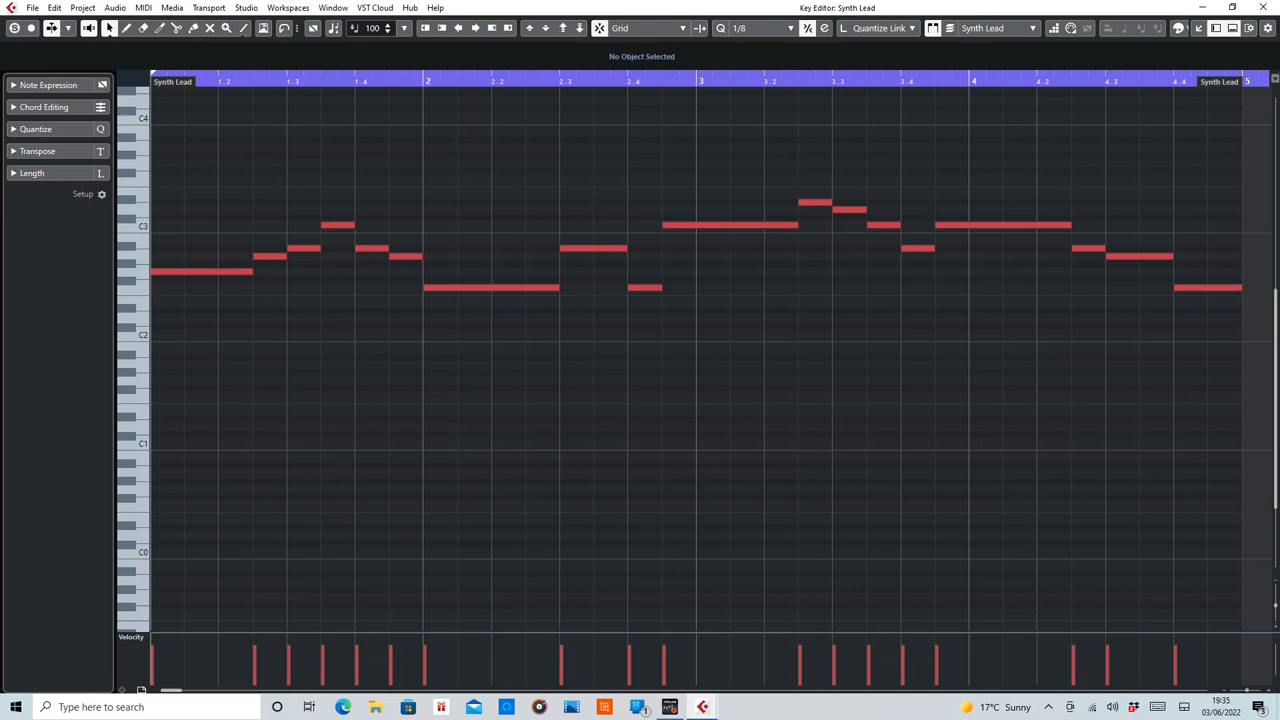 File Edit Project Audio MIDI Media Transport Studio Workspaces Window VST Cloud Hub Help
Key Editor: Synth Lead
100
Grid
1/8
Quantize Link
Synth Lead
No Object Selected
Note Expression
Chord Editing
Quantize Q
Transpose T
Length L
Setup
Synth Lead 1.2 1.3 1.4 2 2.2 2.3 2.4 3 3.2 3.3 3.4 4 4.2 4.3 4.4 Synth Lead 5
C4
C3
C2
C1
C0
Velocity
Type here to search
17°C Sunny
19:35
03/06/2022